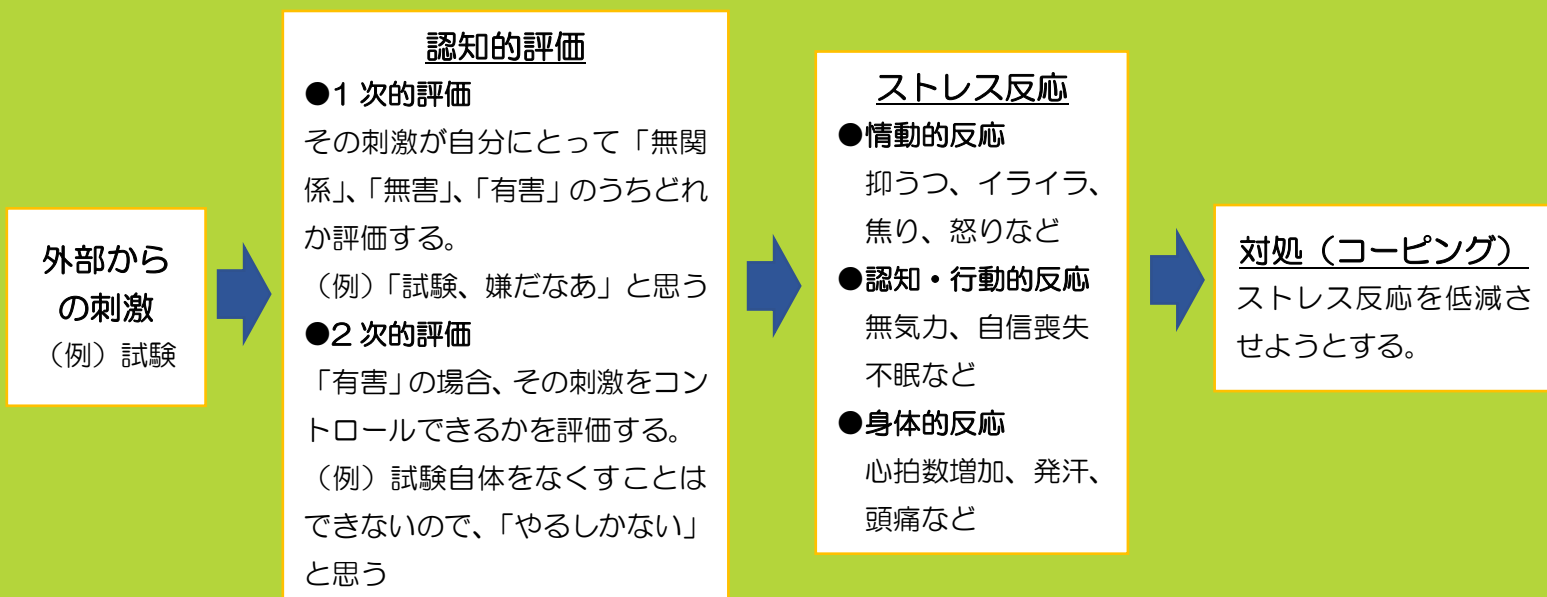 外部から
の刺激
（例）試験
認知的評価
●1 次的評価
その刺激が自分にとって「無関
係」、「無害」、「有害」のうちどれ
か評価する。
（例）「試験、嫌だなあ」と思う
●2 次的評価
「有害」の場合、その刺激をコン
トロールできるかを評価する。
（例）試験自体をなくすことは
できないので、「やるしかない」
と思う
ストレス反応
●情動的反応
抑うつ、イライラ、
焦り、怒りなど
●認知・行動的反応
無気力、自信喪失
不眠など
●身体的反応
心拍数増加、発汗、
頭痛など
対処（コーピング）
ストレス反応を低減さ
せようとする。